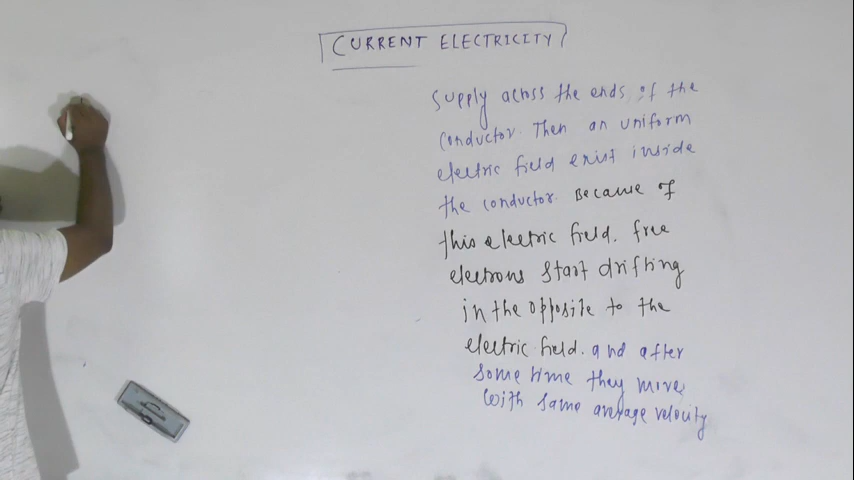 CURRENT ELECTRICITY
Supply across the ends of the
conductor. Then an uniform
electric field exist inside
the conductor. Because of
this electric field. free
electrons start drifting
in the opposite to the
electric field. and after
some time they move
with same average velocity